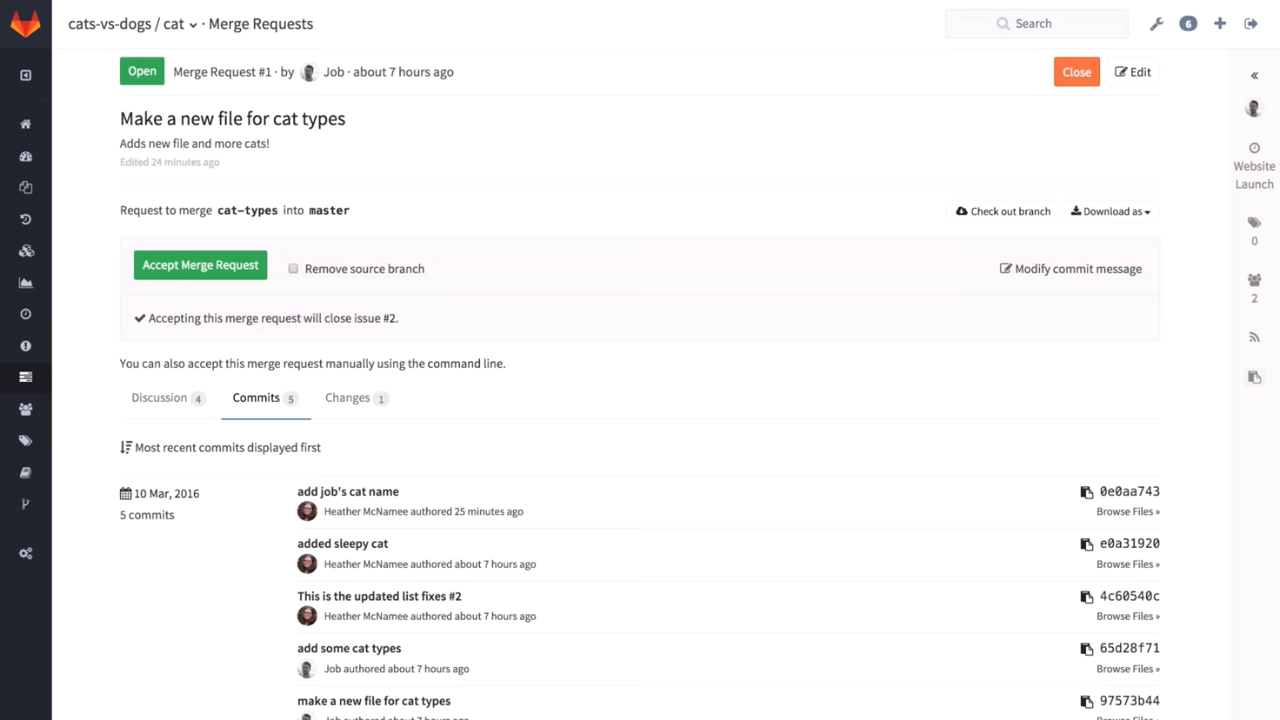 cats-vs-dogs / cat · Merge Requests
Search
6
Open Merge Request #1 · by Job · about 7 hours ago
Close
Edit
Make a new file for cat types
Adds new file and more cats!
Edited 24 minutes ago
Website
Launch
Request to merge cat-types into master
Check out branch
Download as
0
Accept Merge Request
Remove source branch
Modify commit message
2
Accepting this merge request will close issue #2.
You can also accept this merge request manually using the command line.
Discussion 4
Commits 5
Changes 1
Most recent commits displayed first
10 Mar, 2016
5 commits
add job's cat name
0e0aa743
Heather McNamee authored 25 minutes ago
Browse Files »
added sleepy cat
e0a31920
Heather McNamee authored about 7 hours ago
Browse Files »
This is the updated list fixes #2
4c60540c
Heather McNamee authored about 7 hours ago
Browse Files »
add some cat types
65d28f71
Job authored about 7 hours ago
Browse Files »
make a new file for cat types
97573b44
Job authored about 7 hours ago
Browse Files »